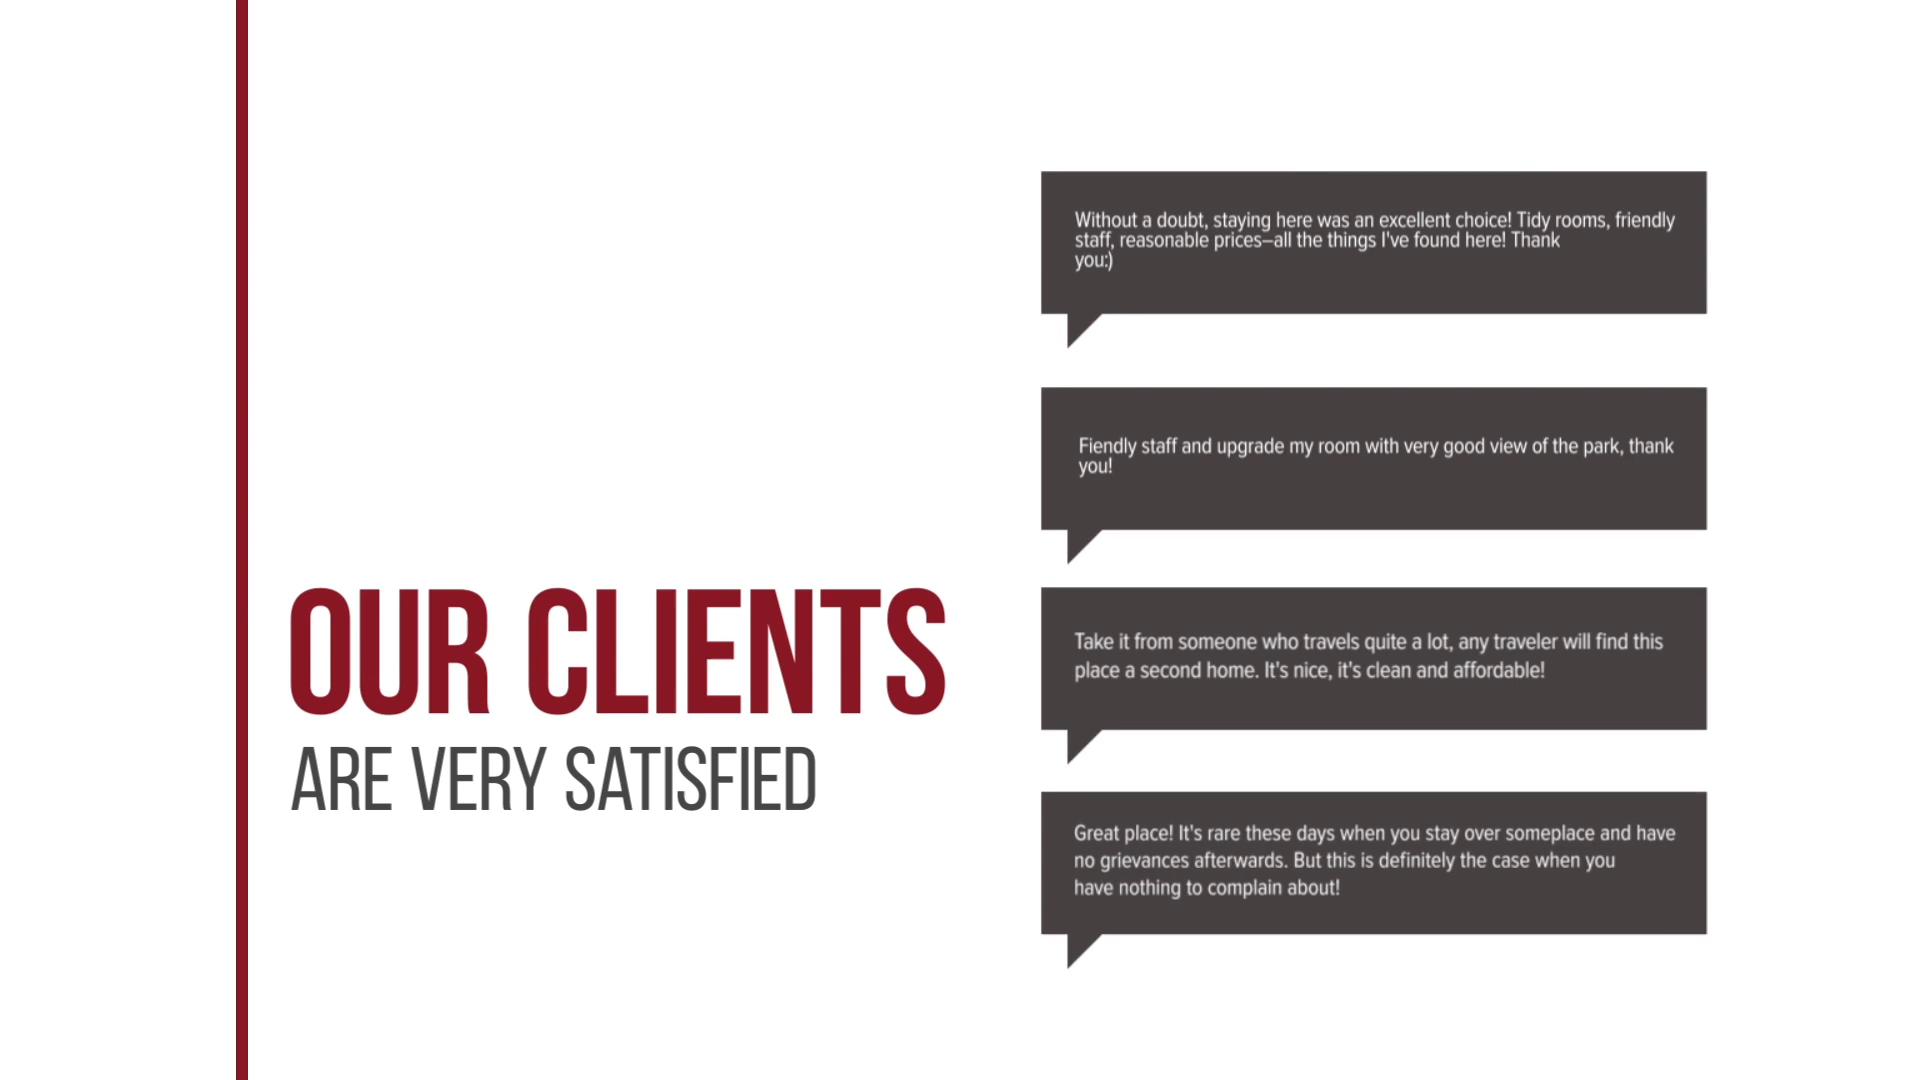 OUR CLIENTS
ARE VERY SATISFIED
Without a doubt, staying here was an excellent choice! Tidy rooms, friendly
staff, reasonable prices–all the things I've found here! Thank
you:)
Fiendly staff and upgrade my room with very good view of the park, thank
you!
Take it from someone who travels quite a lot, any traveler will find this
place a second home. It's nice, it's clean and affordable!
Great place! It's rare these days when you stay over someplace and have
no grievances afterwards. But this is definitely the case when you
have nothing to complain about!